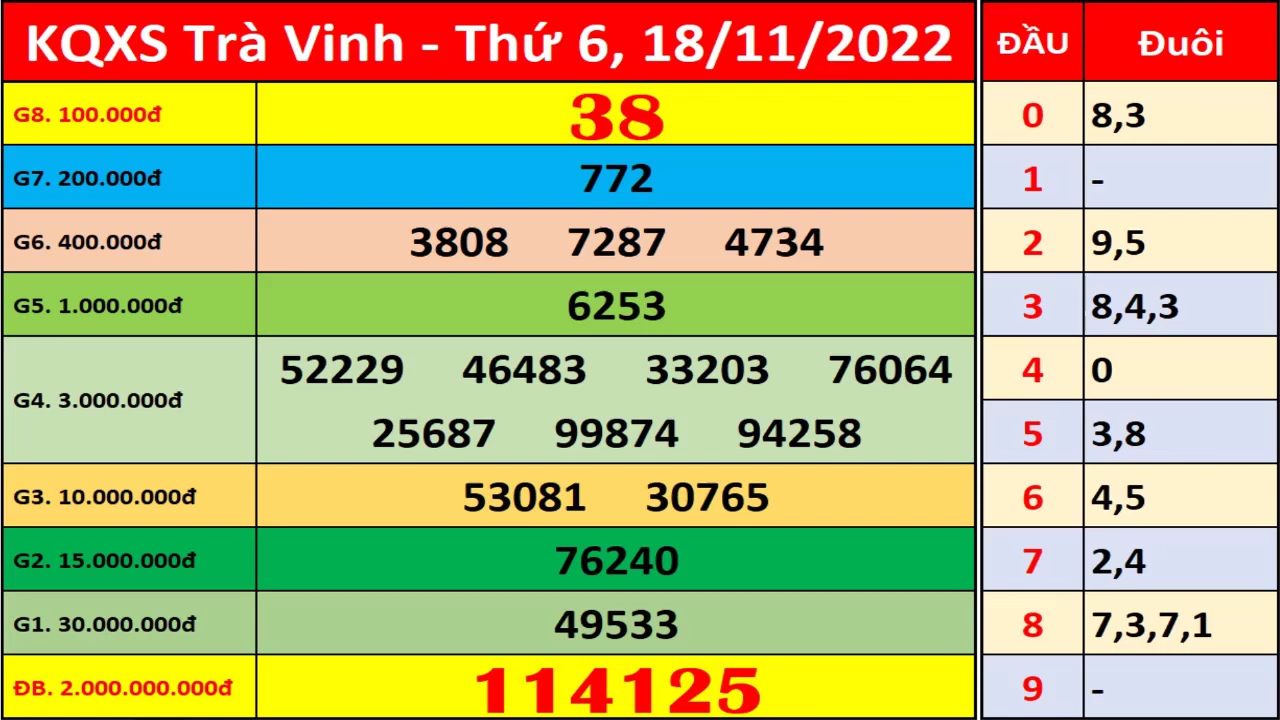 KQXS Trà Vinh - Thứ 6, 18/11/2022
ĐẦU Đuôi
G8. 100.000đ 38
0 8,3
G7. 200.000đ 772
1 -
G6. 400.000đ 3808 7287 4734
2 9,5
G5. 1.000.000đ 6253
3 8,4,3
G4. 3.000.000đ 52229 46483 33203 76064
4 0
25687 99874 94258
5 3,8
G3. 10.000.000đ 53081 30765
6 4,5
G2. 15.000.000đ 76240
7 2,4
G1. 30.000.000đ 49533
8 7,3,7,1
ĐB. 2.000.000.000đ 114125
9 -